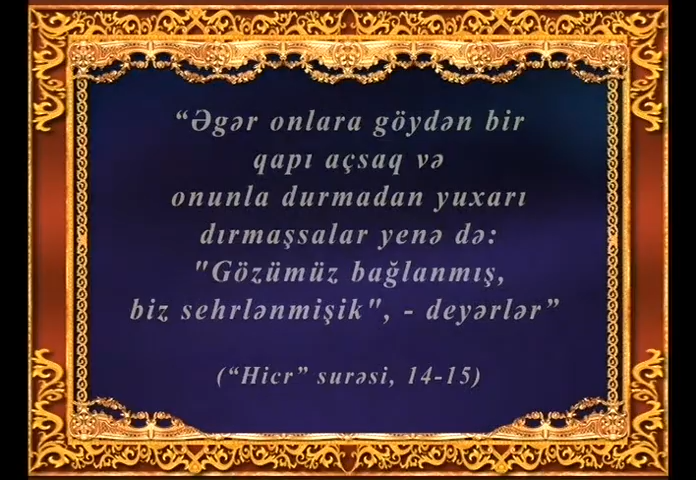 “Əgər onlara göydən bir
qapı açsaq və
onunla durmadan yuxarı
dırmaşsalar yenə də:
"Gözümüz bağlanmış,
biz sehrlənmişik", - deyərlər”
(“Hicr” surəsi, 14-15)